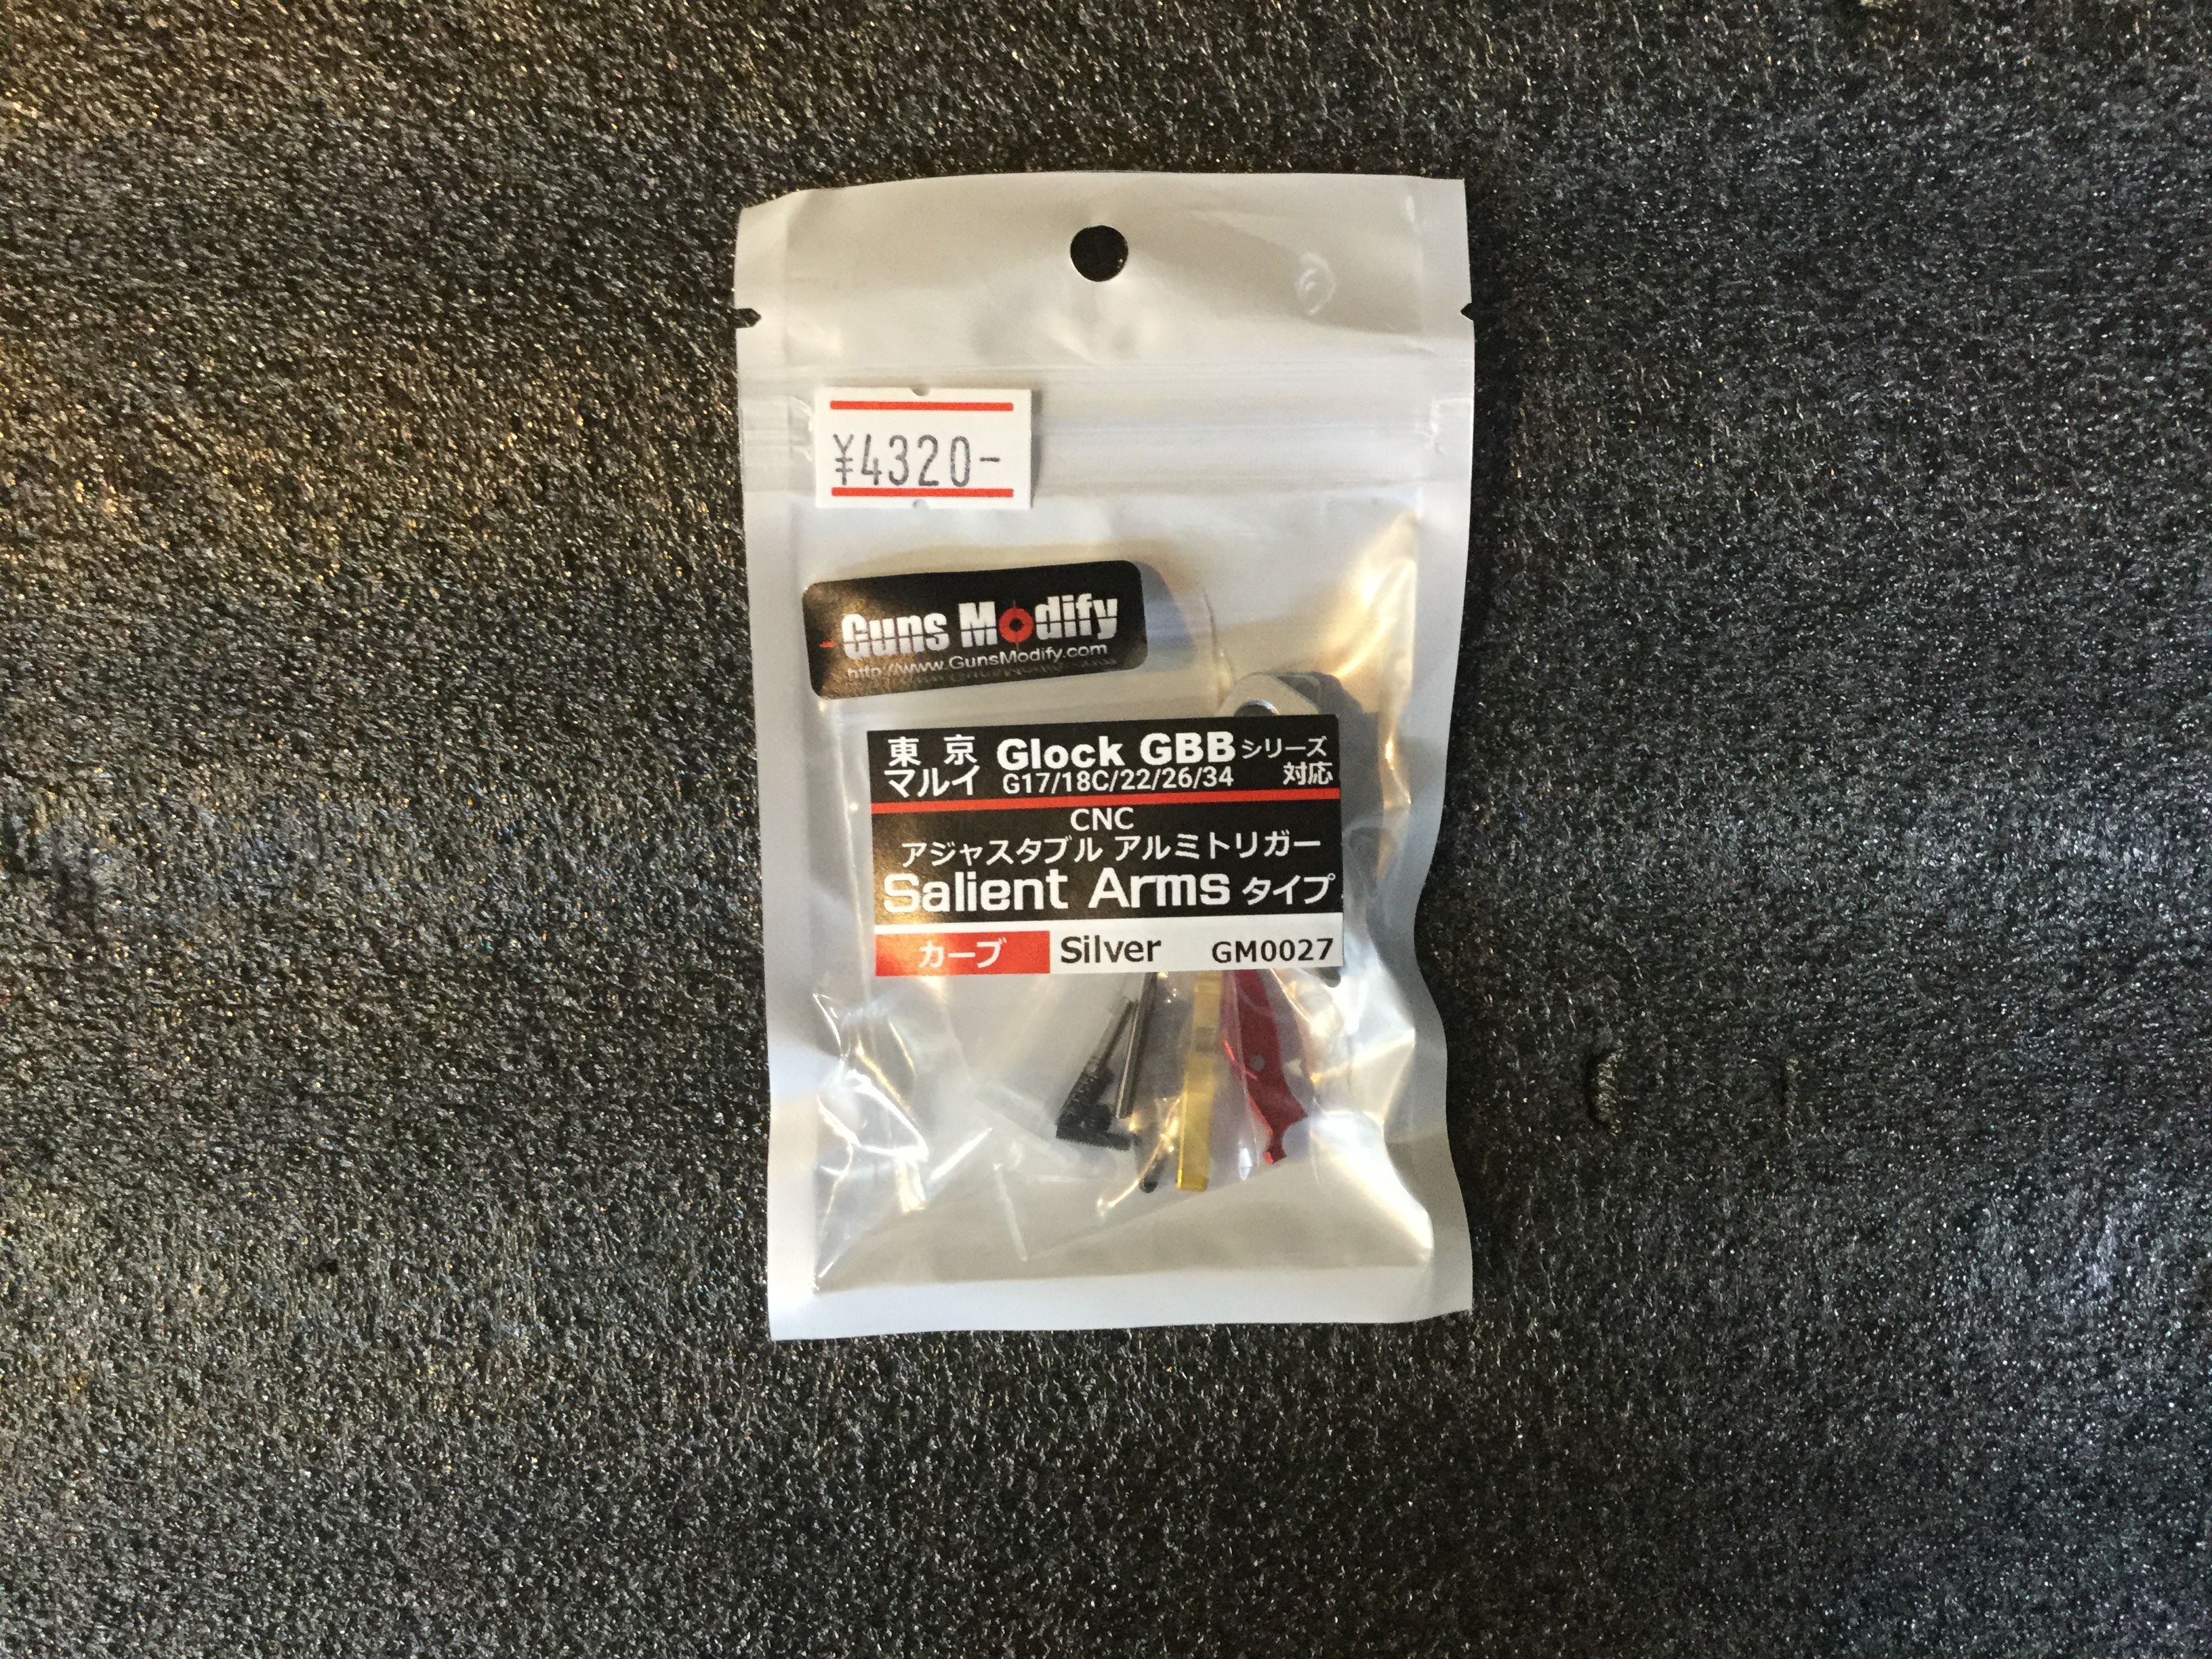 ¥4320-
Guns Modify
http://www.GunsModify.com
東京 Glock GBB シリーズ
マルイ G17/18C/22/26/34 対応
CNC
アジャスタブル アルミトリガー
Salient Arms タイプ
カーブ Silver GM0027